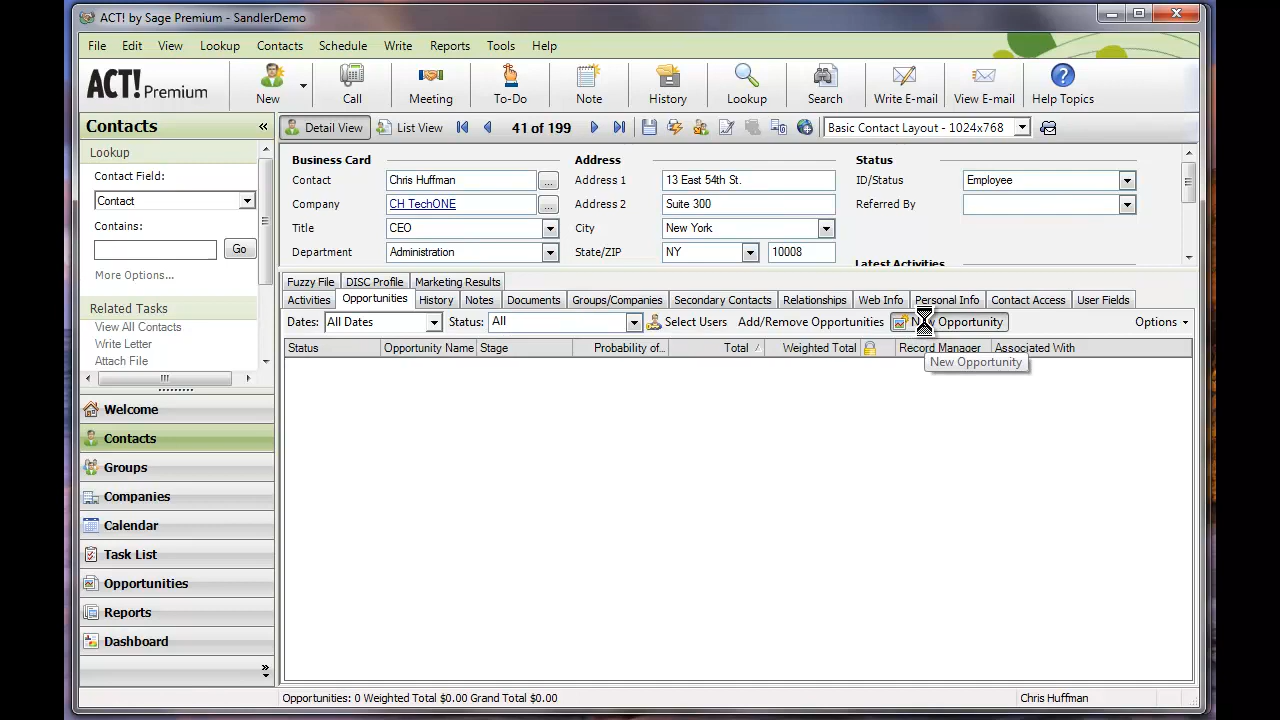 ACT! by Sage Premium - SandlerDemo
File Edit View Lookup Contacts Schedule Write Reports Tools Help
ACT! Premium New Call Meeting To-Do Note History Lookup Search Write E-mail View E-mail Help Topics
Contacts «
Detail View List View 41 of 199 Basic Contact Layout - 1024x768
Lookup
Contact Field:
Contact
Contains:
Go
More Options...
Related Tasks
View All Contacts
Write Letter
Attach File
Welcome
Contacts
Groups
Companies
Calendar
Task List
Opportunities
Reports
Dashboard
»
Business Card Address Status
Contact Chris Huffman ... Address 1 13 East 54th St. ID/Status Employee
Company CH TechONE ... Address 2 Suite 300 Referred By
Title CEO City New York
Department Administration State/ZIP NY 10008 Latest Activities
Fuzzy File DISC Profile Marketing Results
Activities Opportunities History Notes Documents Groups/Companies Secondary Contacts Relationships Web Info Personal Info Contact Access User Fields
Dates: All Dates Status: All Select Users Add/Remove Opportunities Opportunity Options
Status Opportunity Name Stage Probability of... Total Weighted Total Record Manager Associated With
New Opportunity
Opportunities: 0 Weighted Total $0.00 Grand Total $0.00 Chris Huffman